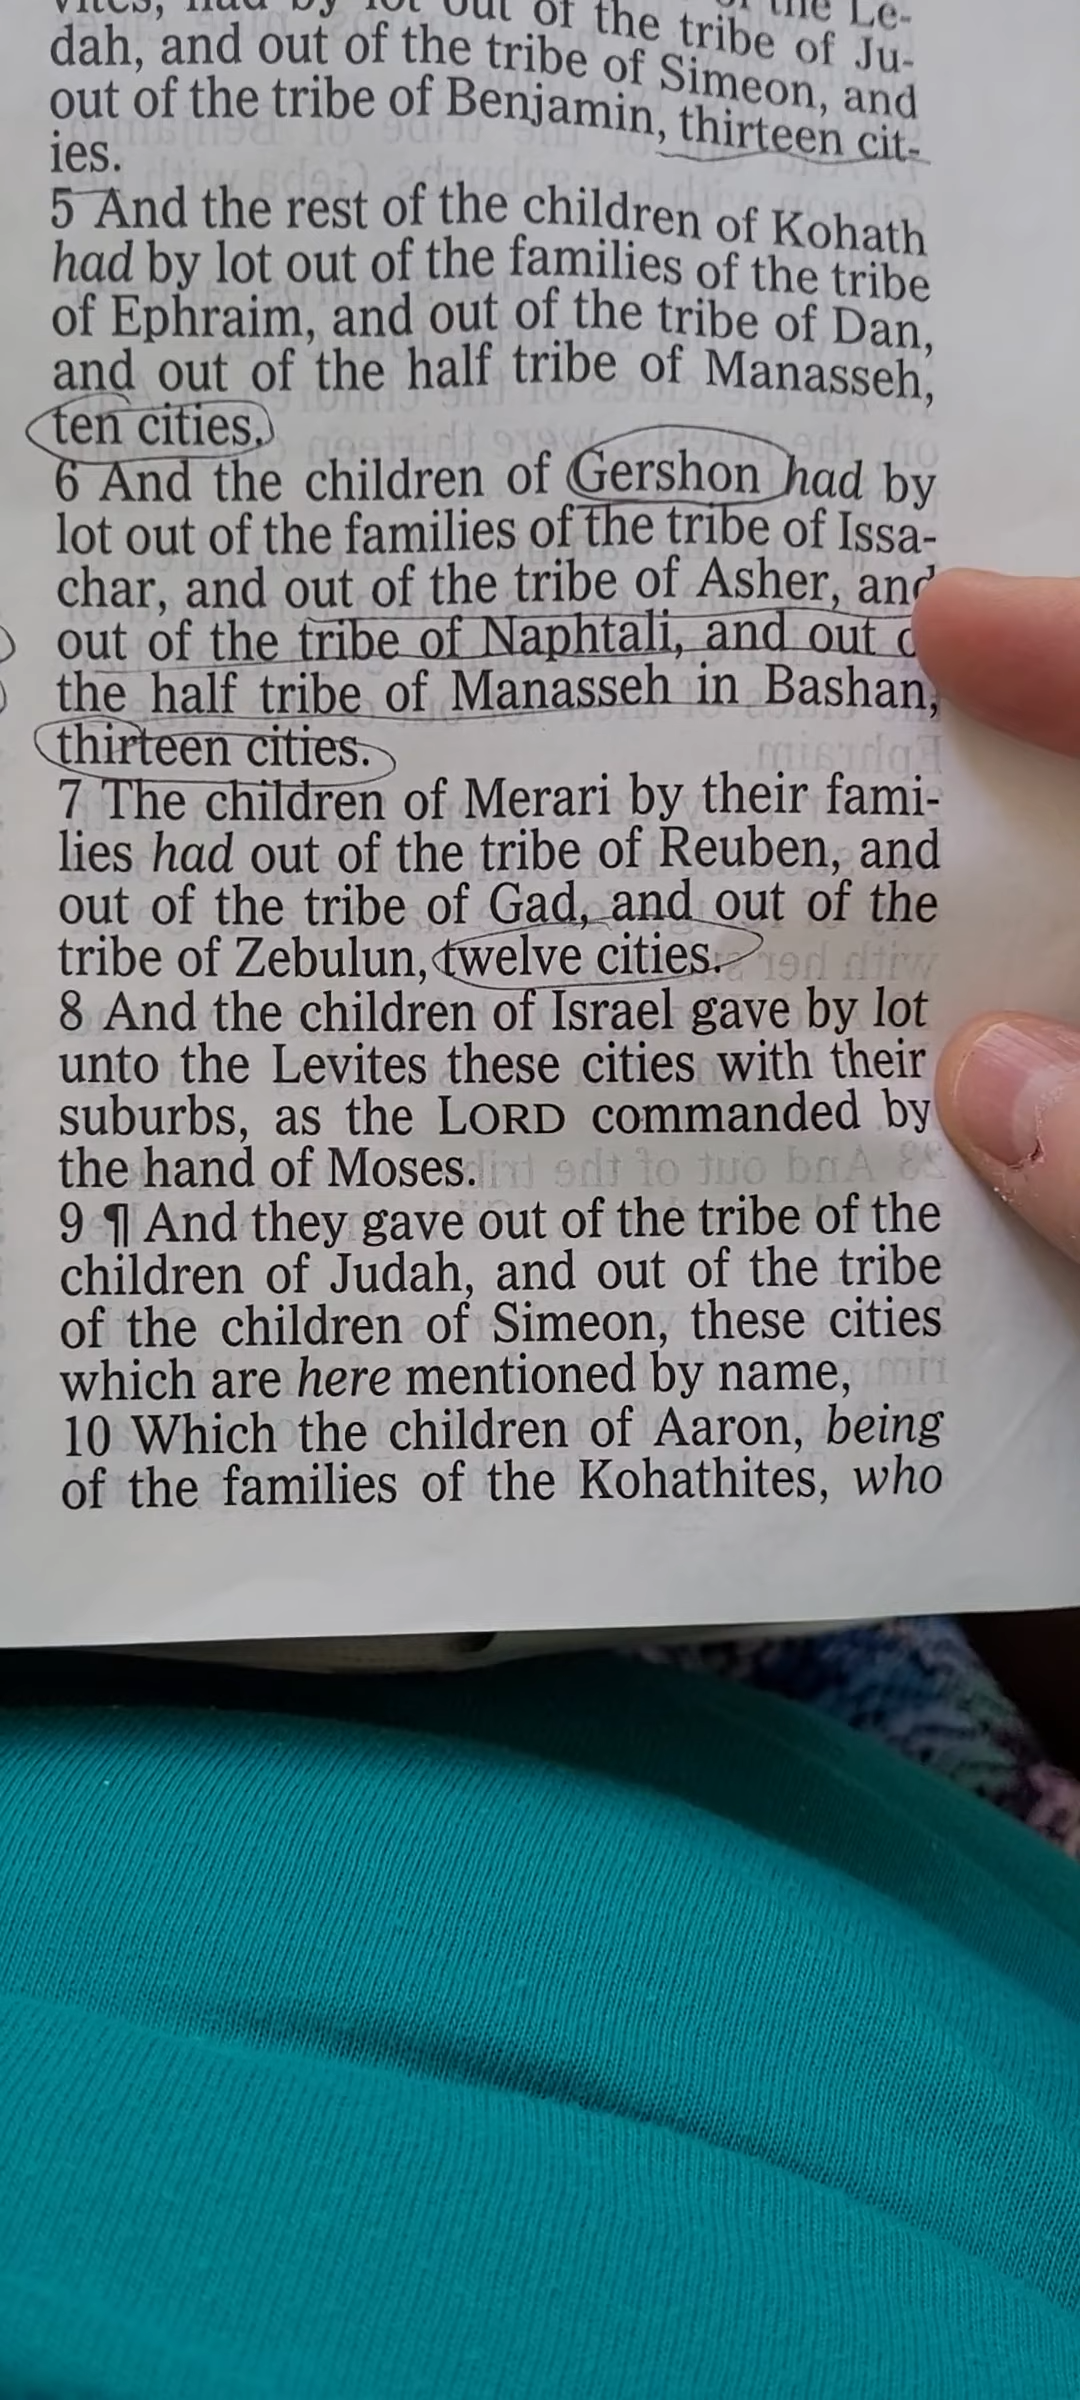 out of the tribe of Ju-
dah, and out of the tribe of Simeon, and
out of the tribe of Benjamin, thirteen cit-
ies.
5 And the rest of the children of Kohath
had by lot out of the families of the tribe
of Ephraim, and out of the tribe of Dan,
and out of the half tribe of Manasseh,
ten cities.
6 And the children of Gershon had by
lot out of the families of the tribe of Issa-
char, and out of the tribe of Asher, and
out of the tribe of Naphtali, and out
the half tribe of Manasseh in Bashan,
thirteen cities.
7 The children of Merari by their fami-
lies had out of the tribe of Reuben, and
out of the tribe of Gad, and out of the
tribe of Zebulun, twelve cities.
8 And the children of Israel gave by lot
unto the Levites these cities with their
suburbs, as the LORD commanded by
the hand of Moses.
9 ¶ And they gave out of the tribe of the
children of Judah, and out of the tribe
of the children of Simeon, these cities
which are here mentioned by name,
10 Which the children of Aaron, being
of the families of the Kohathites, who